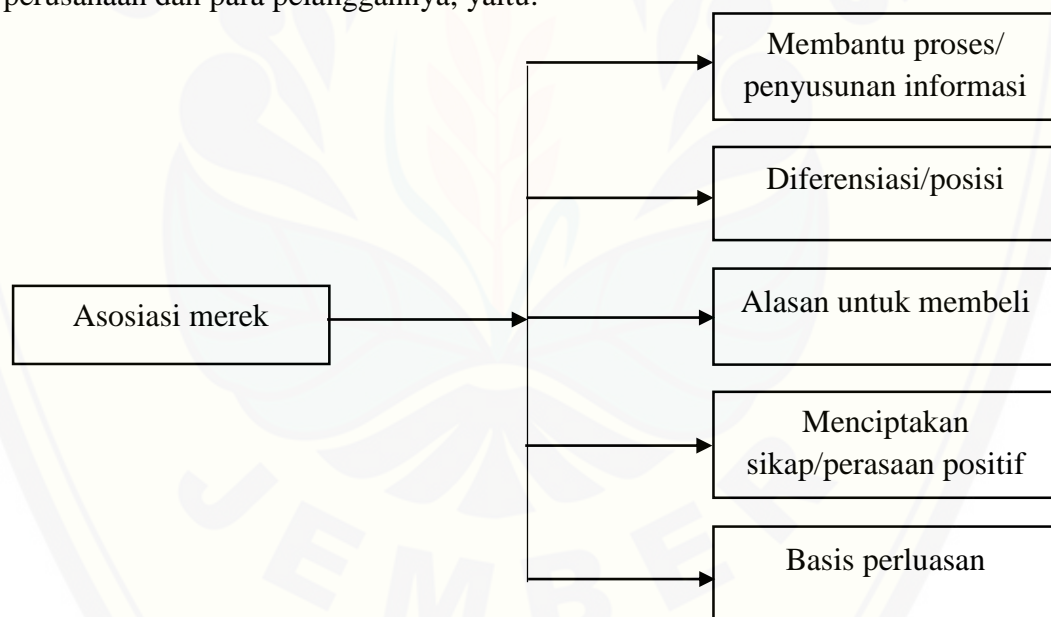 perusahaan dan para pelanggannya, yaitu:
Membantu proses/
penyusunan informasi
Diferensiasi/posisi
Asosiasi merek
Alasan untuk membeli
Menciptakan
sikap/perasaan positif
Basis perluasan
JEMBER